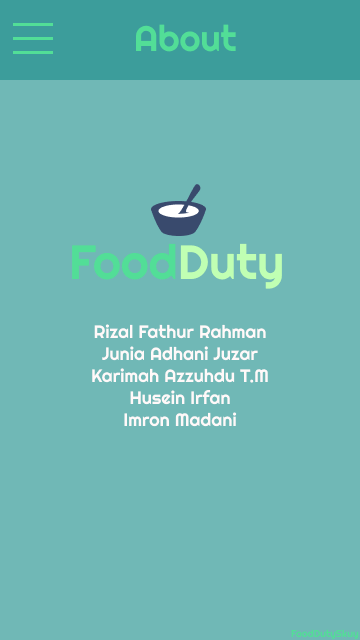 About
FoodDuty
Rizal Fathur Rahman
Junia Adhani Juzar
Karimah Azzuhdu T.M
Husein Irfan
Imron Madani